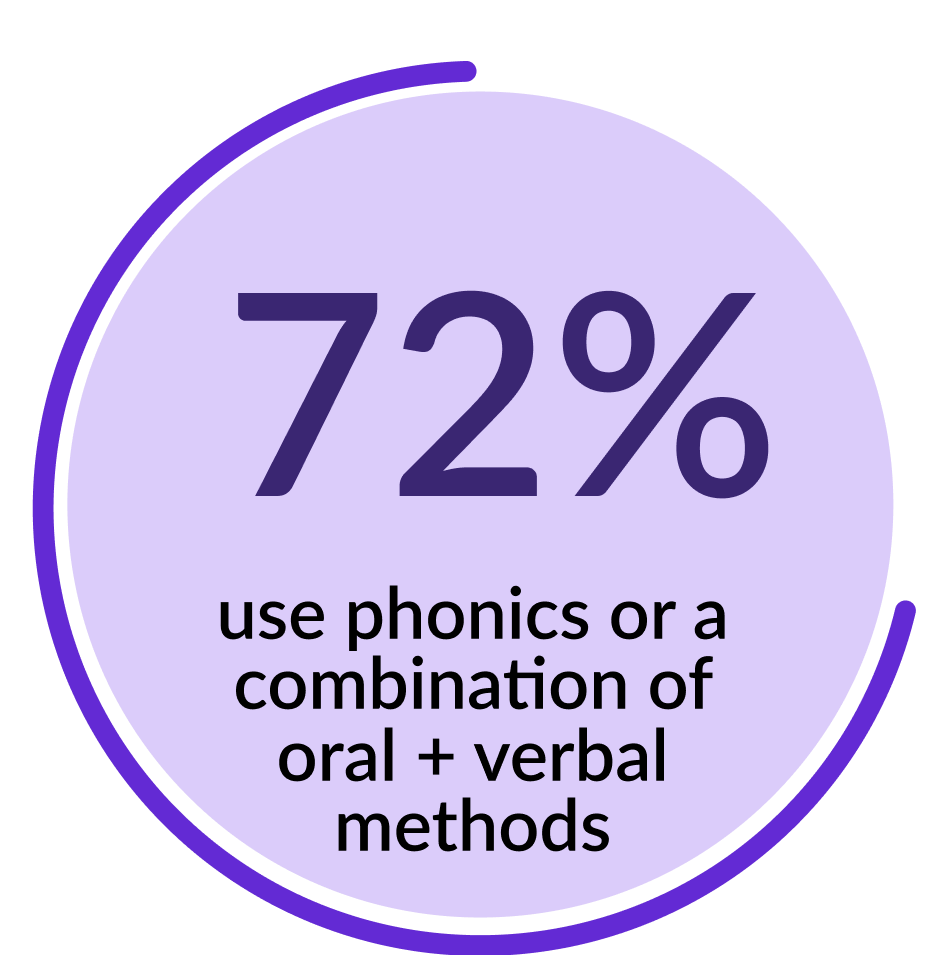 72%
use phonics or a
combination of
oral + verbal
methods